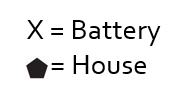 X = Battery
⬟ = House